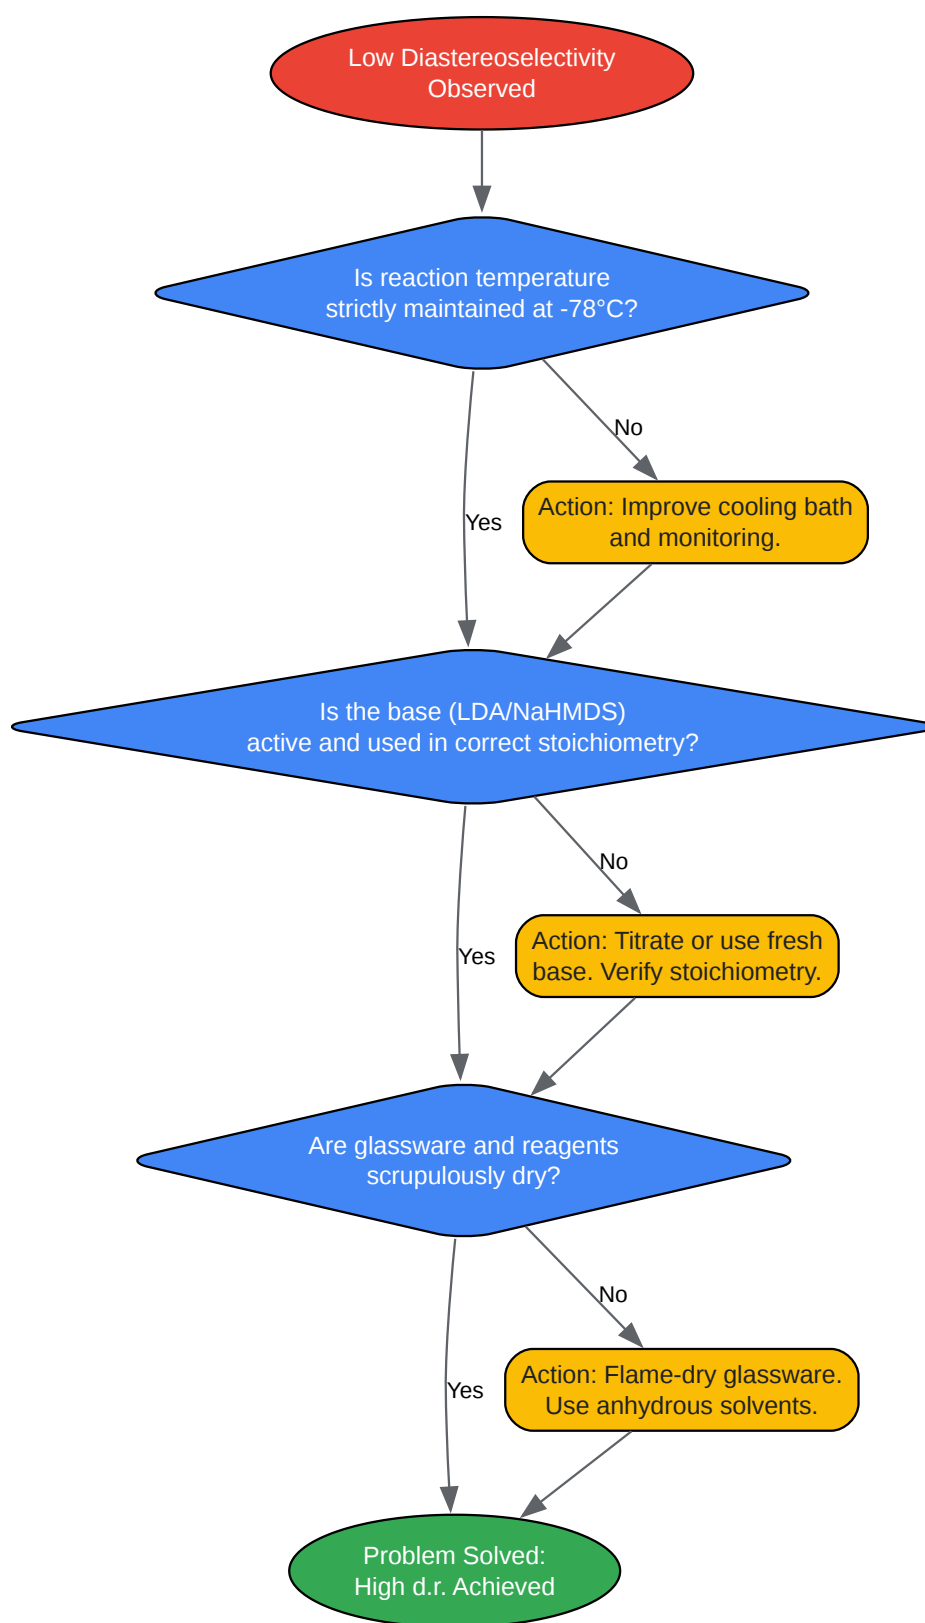 Low Diastereoselectivity
Observed
Is reaction temperature
strictly maintained at -78°C?
No
Action: Improve cooling bath
and monitoring.
Yes
Is the base (LDA/NaHMDS)
active and used in correct stoichiometry?
No
Action: Titrate or use fresh
base. Verify stoichiometry.
Yes
Are glassware and reagents
scrupulously dry?
No
Action: Flame-dry glassware.
Use anhydrous solvents.
Yes
Problem Solved:
High d.r. Achieved